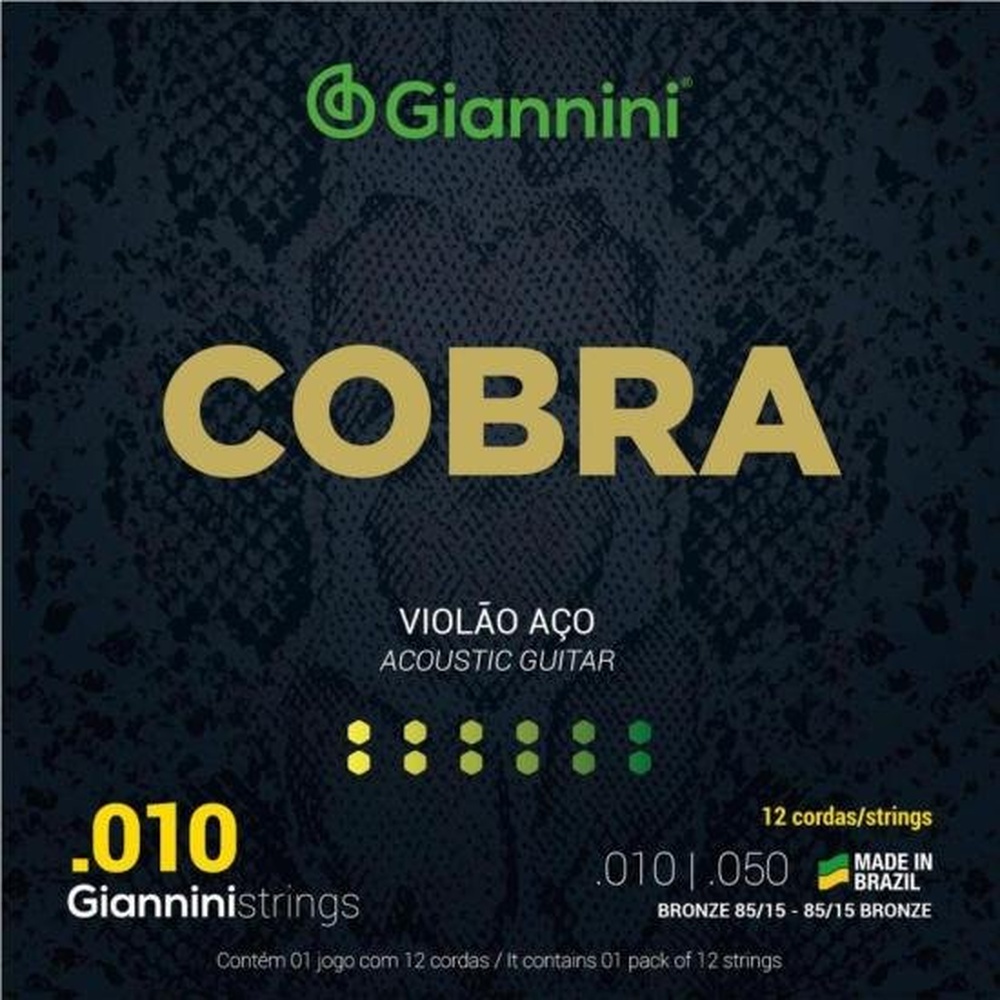 Giannini®
COBRA
VIOLÃO AÇO
ACOUSTIC GUITAR
.010
Gianninistrings
12 cordas/strings
.010 | .050
MADE IN
BRAZIL
BRONZE 85/15 - 85/15 BRONZE
Contém 01 jogo com 12 cordas / It contains 01 pack of 12 strings